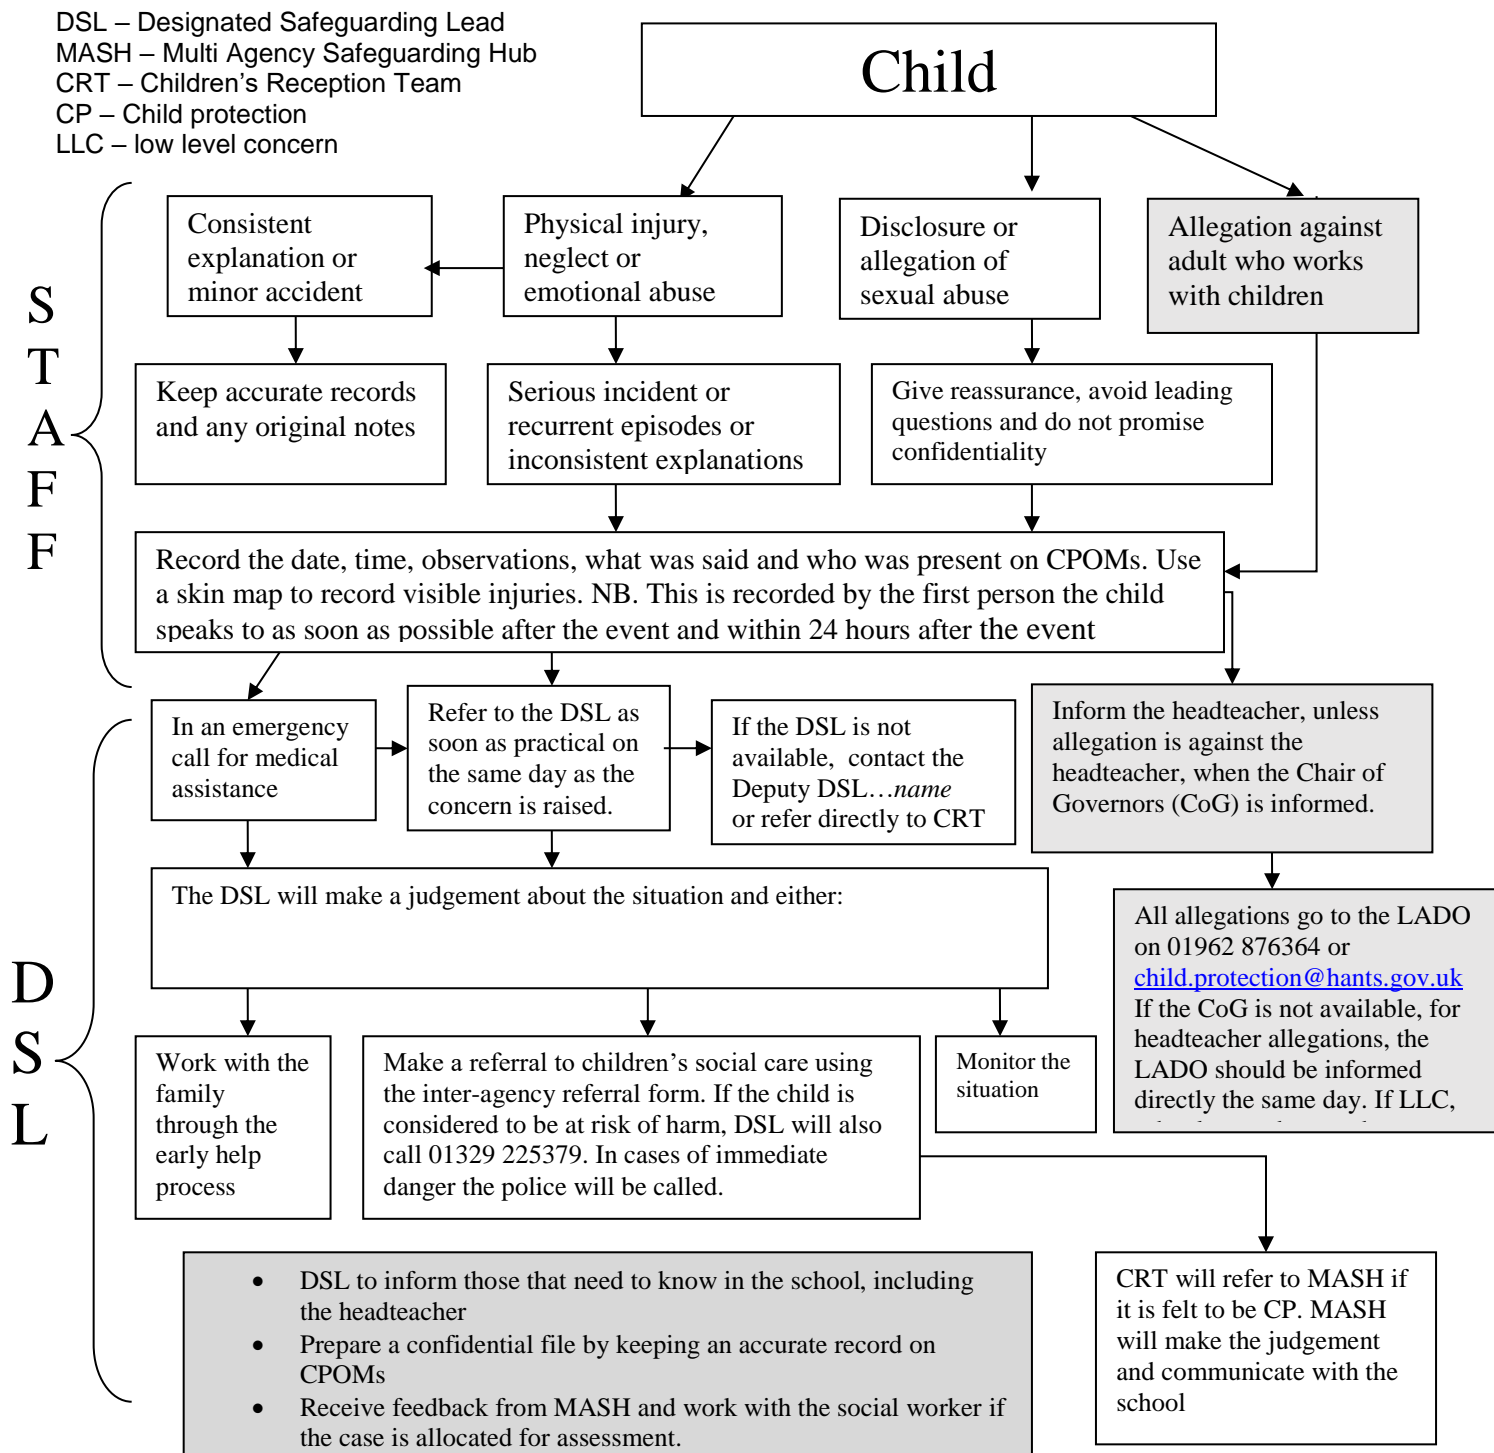 DSL – Designated Safeguarding Lead
MASH – Multi Agency Safeguarding Hub
CRT – Children's Reception Team
CP – Child protection
LLC – low level concern
Child
S
T
A
F
F
Consistent
explanation or
minor accident
Physical injury,
neglect or
emotional abuse
Disclosure or
allegation of
sexual abuse
Allegation against
adult who works
with children
Keep accurate records
and any original notes
Serious incident or
recurrent episodes or
inconsistent explanations
Give reassurance, avoid leading
questions and do not promise
confidentiality
Record the date, time, observations, what was said and who was present on CPOMs. Use
a skin map to record visible injuries. NB. This is recorded by the first person the child
speaks to as soon as possible after the event and within 24 hours after the event
D
S
L
In an emergency
call for medical
assistance
Refer to the DSL as
soon as practical on
the same day as the
concern is raised.
If the DSL is not
available, contact the
Deputy DSL…name
or refer directly to CRT
Inform the headteacher, unless
allegation is against the
headteacher, when the Chair of
Governors (CoG) is informed.
The DSL will make a judgement about the situation and either:
All allegations go to the LADO
on 01962 876364 or
child.protection@hants.gov.uk
If the CoG is not available, for
headteacher allegations, the
LADO should be informed
directly the same day. If LLC,
Work with the
family
through the
early help
process
Make a referral to children's social care using
the inter-agency referral form. If the child is
considered to be at risk of harm, DSL will also
call 01329 225379. In cases of immediate
danger the police will be called.
Monitor the
situation
• DSL to inform those that need to know in the school, including
the headteacher
• Prepare a confidential file by keeping an accurate record on
CPOMs
• Receive feedback from MASH and work with the social worker if
the case is allocated for assessment.
CRT will refer to MASH if
it is felt to be CP. MASH
will make the judgement
and communicate with the
school